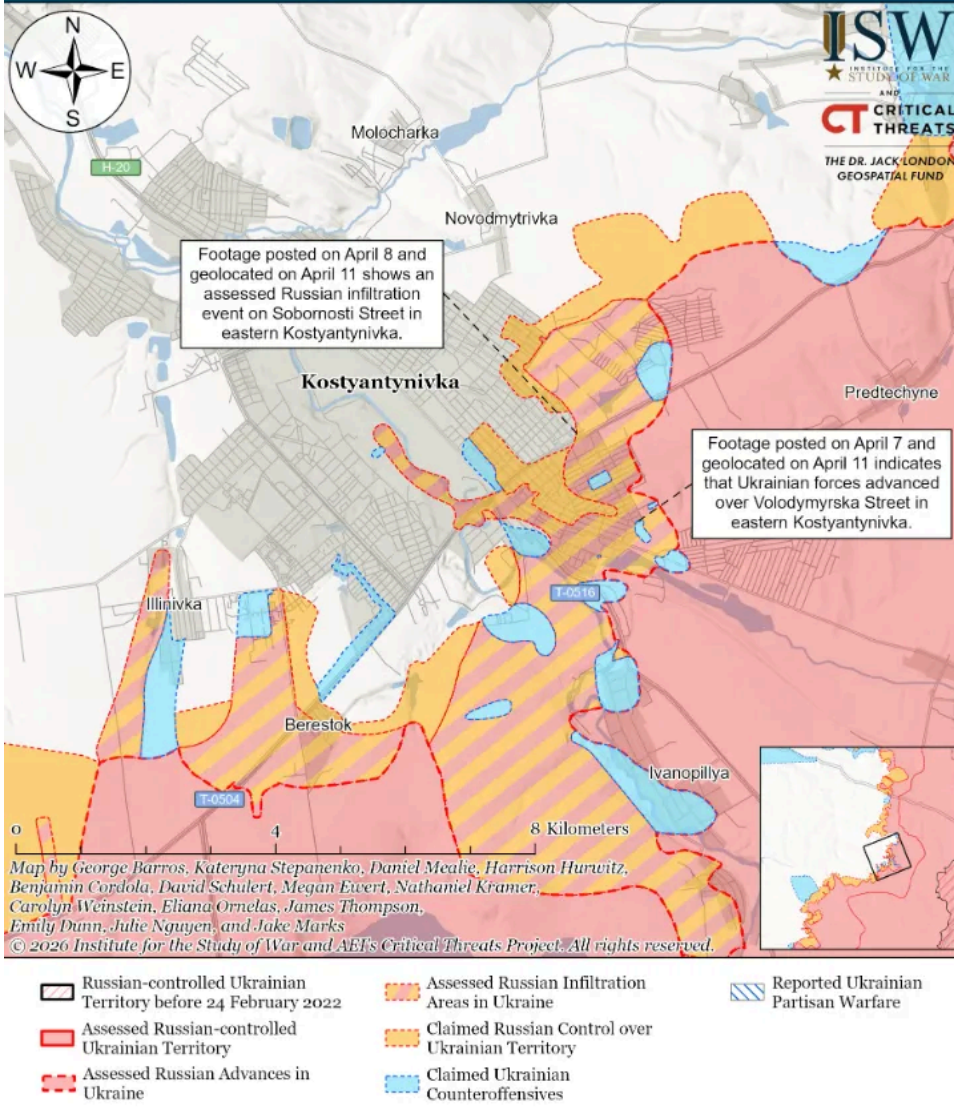 N
W
E
S
ISW
INSTITUTE FOR THE
STUDY OF WAR
AND
CT CRITICAL
THREATS
THE DR. JACK LONDON
GEOSPATIAL FUND
Molocharka
H-20
Novodmytrivka
Footage posted on April 8 and
geolocated on April 11 shows an
assessed Russian infiltration
event on Sobornosti Street in
eastern Kostyantynivka.
Kostyantynivka
Predtechyne
Footage posted on April 7 and
geolocated on April 11 indicates
that Ukrainian forces advanced
over Volodymyrska Street in
eastern Kostyantynivka.
T-0516
Illinivka
Berestok
Ivanopillya
T-0504
0 4 8 Kilometers
Map by George Barros, Kateryna Stepanenko, Daniel Mealie, Harrison Hurwitz,
Benjamin Cordola, David Schulert, Megan Ewert, Nathaniel Kramer,
Carolyn Weinstein, Eliana Ornelas, James Thompson,
Emily Dunn, Julie Nguyen, and Jake Marks
© 2026 Institute for the Study of War and AEI's Critical Threats Project. All rights reserved.
Russian-controlled Ukrainian
Territory before 24 February 2022
Assessed Russian-controlled
Ukrainian Territory
Assessed Russian Advances in
Ukraine
Assessed Russian Infiltration
Areas in Ukraine
Claimed Russian Control over
Ukrainian Territory
Claimed Ukrainian
Counteroffensives
Reported Ukrainian
Partisan Warfare